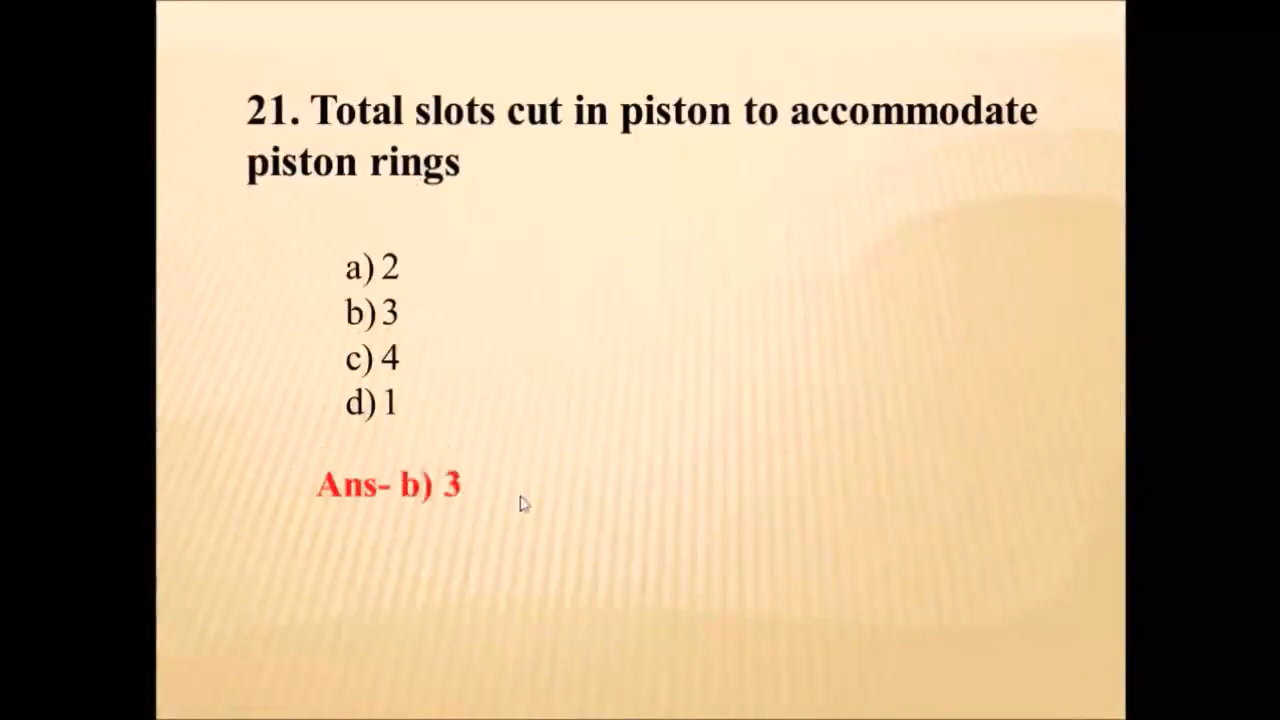 21. Total slots cut in piston to accommodate
piston rings
a) 2
b) 3
c) 4
d) 1
Ans- b) 3